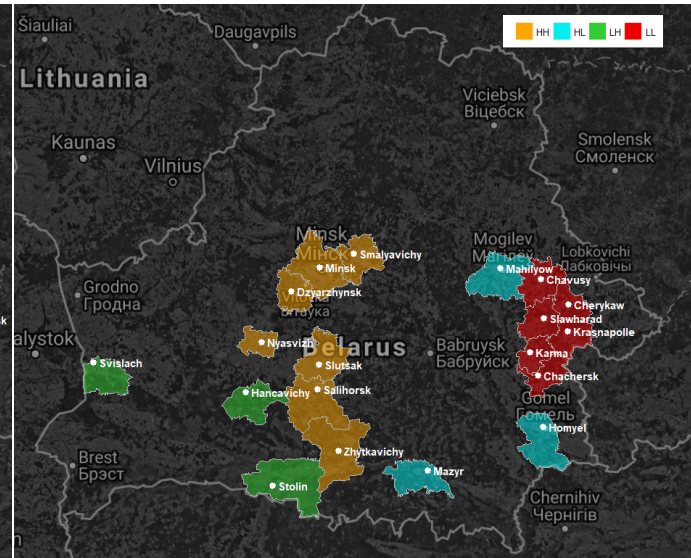 Šiauliai
Daugavpils
HH
HL
LH
LL
Lithuania
Viciebsk
Віцебск
Kaunas
Smolensk
Смоленск
Vilnius
Minsk
Мінск
Smalyavichy
Minsk
Mogilev
Магілёў
Lobkovichi
Лабковічы
Mahilyow
Chavusy
Grodno
Гродна
Dzyarzhynsk
Cherykaw
Slawharad
Krasnapolle
sk
alystok
Nyasvizh
Belarus
Babruysk
Бабруйск
Karma
Svislach
Slutsak
Chachersk
Hancavichy
Salihorsk
Gomel
Гомель
Homyel
Brest
Брэст
Zhytkavichy
Mazyr
Stolin
Chernihiv
Чернігів
n